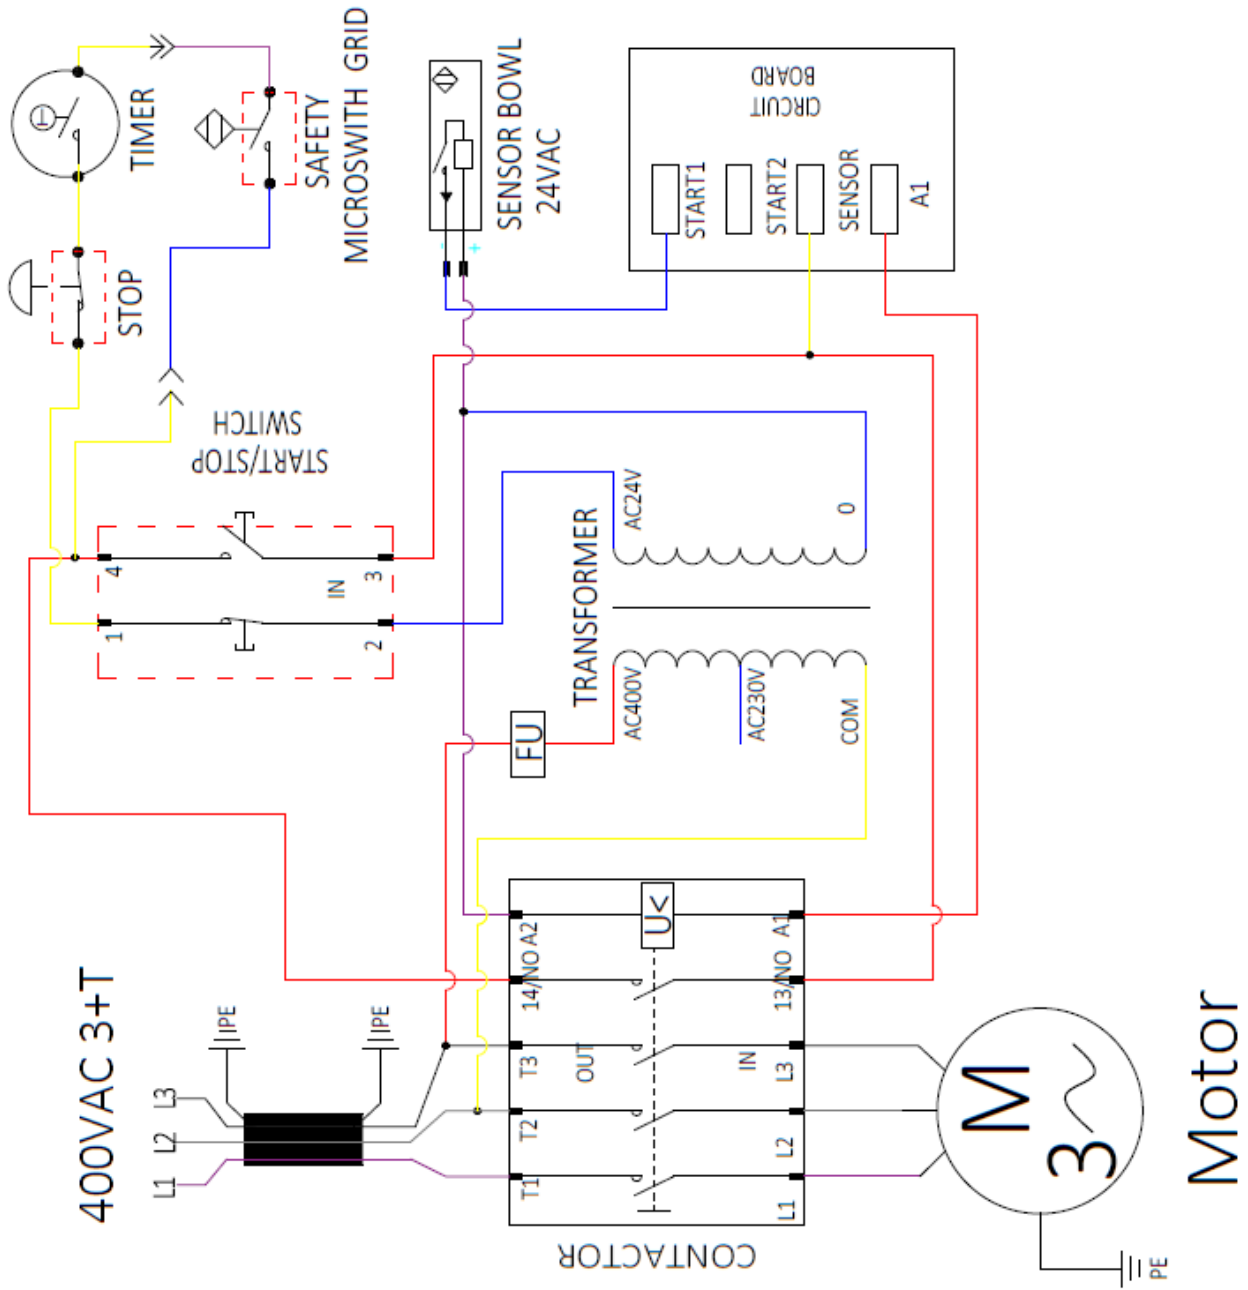 TIMER
SAFETY
MICROSWITH GRID
SENSOR BOWL
24VAC
+
CIRCUIT
BOARD
START1
START2
SENSOR
A1
STOP
START/STOP
SWITCH
4
IN
3
1
2
TRANSFORMER
AC24V
0
AC400V
AC230V
COM
FU
400VAC 3+T
L3
L2
L1
PE
PE
CONTACTOR
A2
U<
A1
14/NO
13/NO
T3
OUT
IN
L3
T2
L2
T1
L1
M
3
PE
Motor